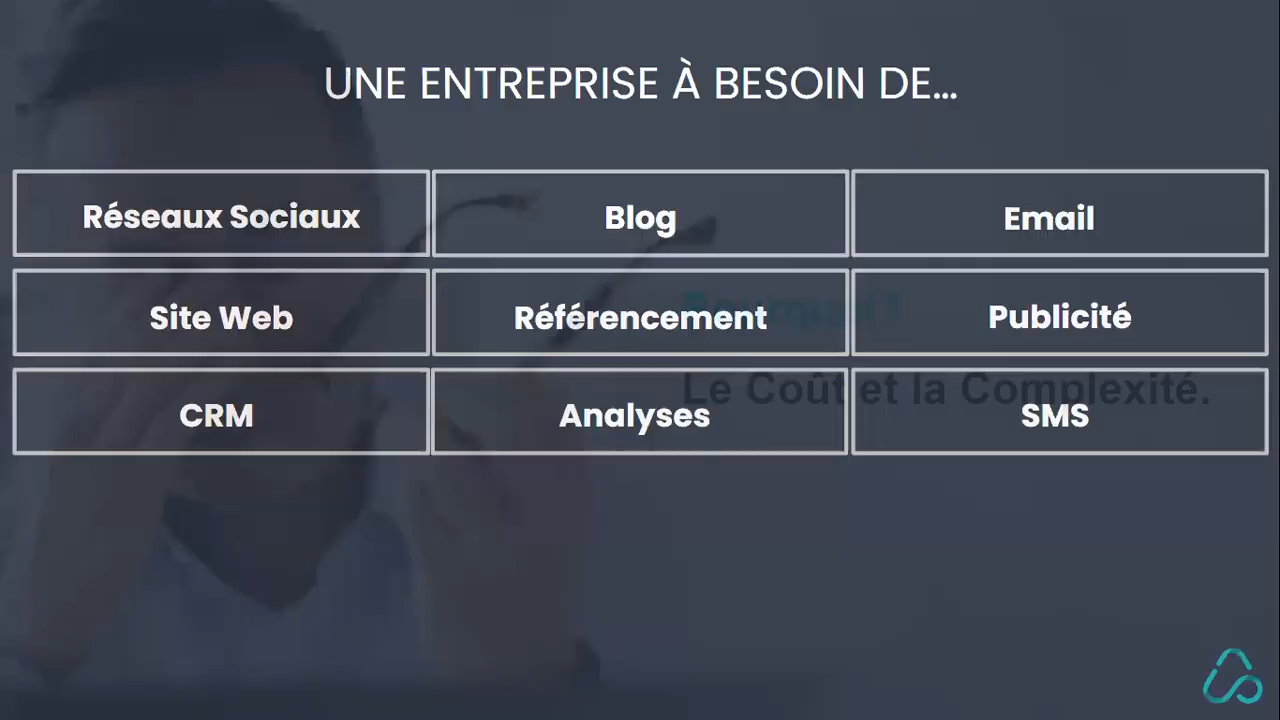 UNE ENTREPRISE À BESOIN DE...
Réseaux Sociaux
Blog
Email
Site Web
Référencement
Publicité
Pourquoi ?
CRM
Analyses
SMS
Le Coût et la Complexité.